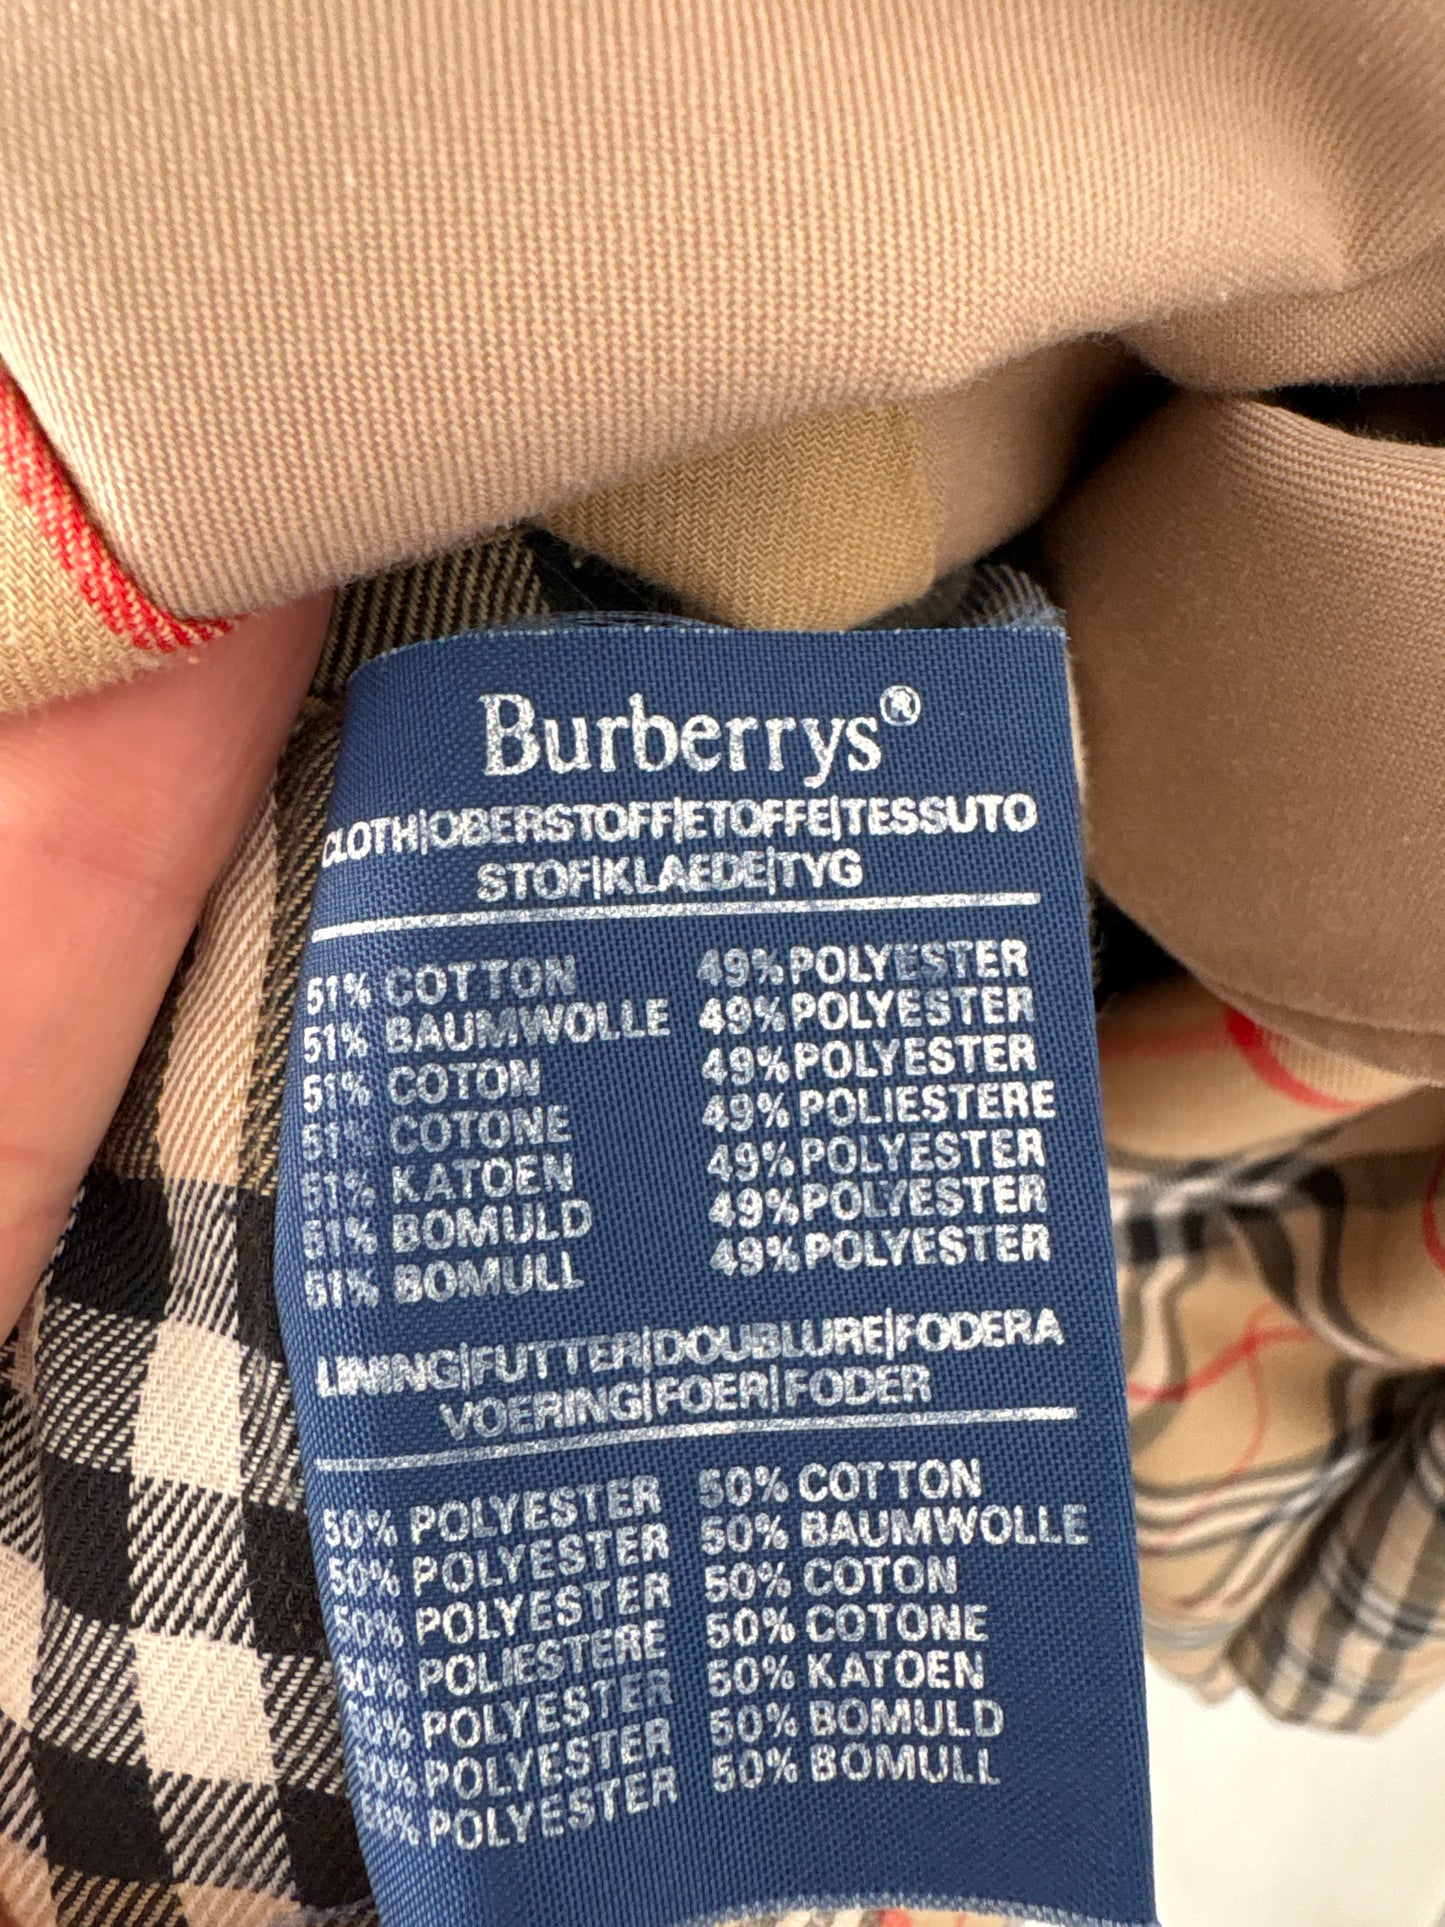 Burberrys®
CLOTH|OBERSTOFF|ETOFFE|TESSUTO
STOF|KLAEDE|TYG
51% COTTON 49% POLYESTER
51% BAUMWOLLE 49% POLYESTER
51% COTON 49% POLYESTER
51% COTONE 49% POLIESTERE
51% KATOEN 49% POLYESTER
51% BOMULD 49% POLYESTER
51% BOMULL 49% POLYESTER
LINING|FUTTER|DOUBLURE|FODERA
VOERING|FOER|FODER
50% POLYESTER 50% COTTON
50% POLYESTER 50% BAUMWOLLE
50% POLYESTER 50% COTON
50% POLIESTERE 50% COTONE
50% POLYESTER 50% KATOEN
50% POLYESTER 50% BOMULD
50% POLYESTER 50% BOMULL